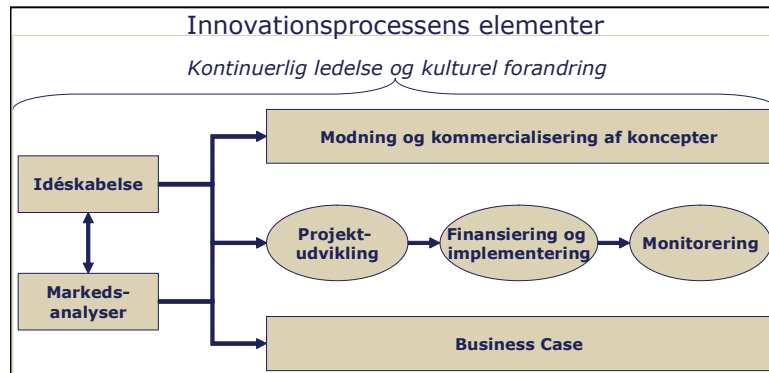 Innovationsprocessens elementer
Kontinuerlig ledelse og kulturel forandring
Modning og kommercialisering af koncepter
Idéskabelse
Projekt-
udvikling
Finansiering og
implementering
Monitorering
Markeds-
analyser
Business Case